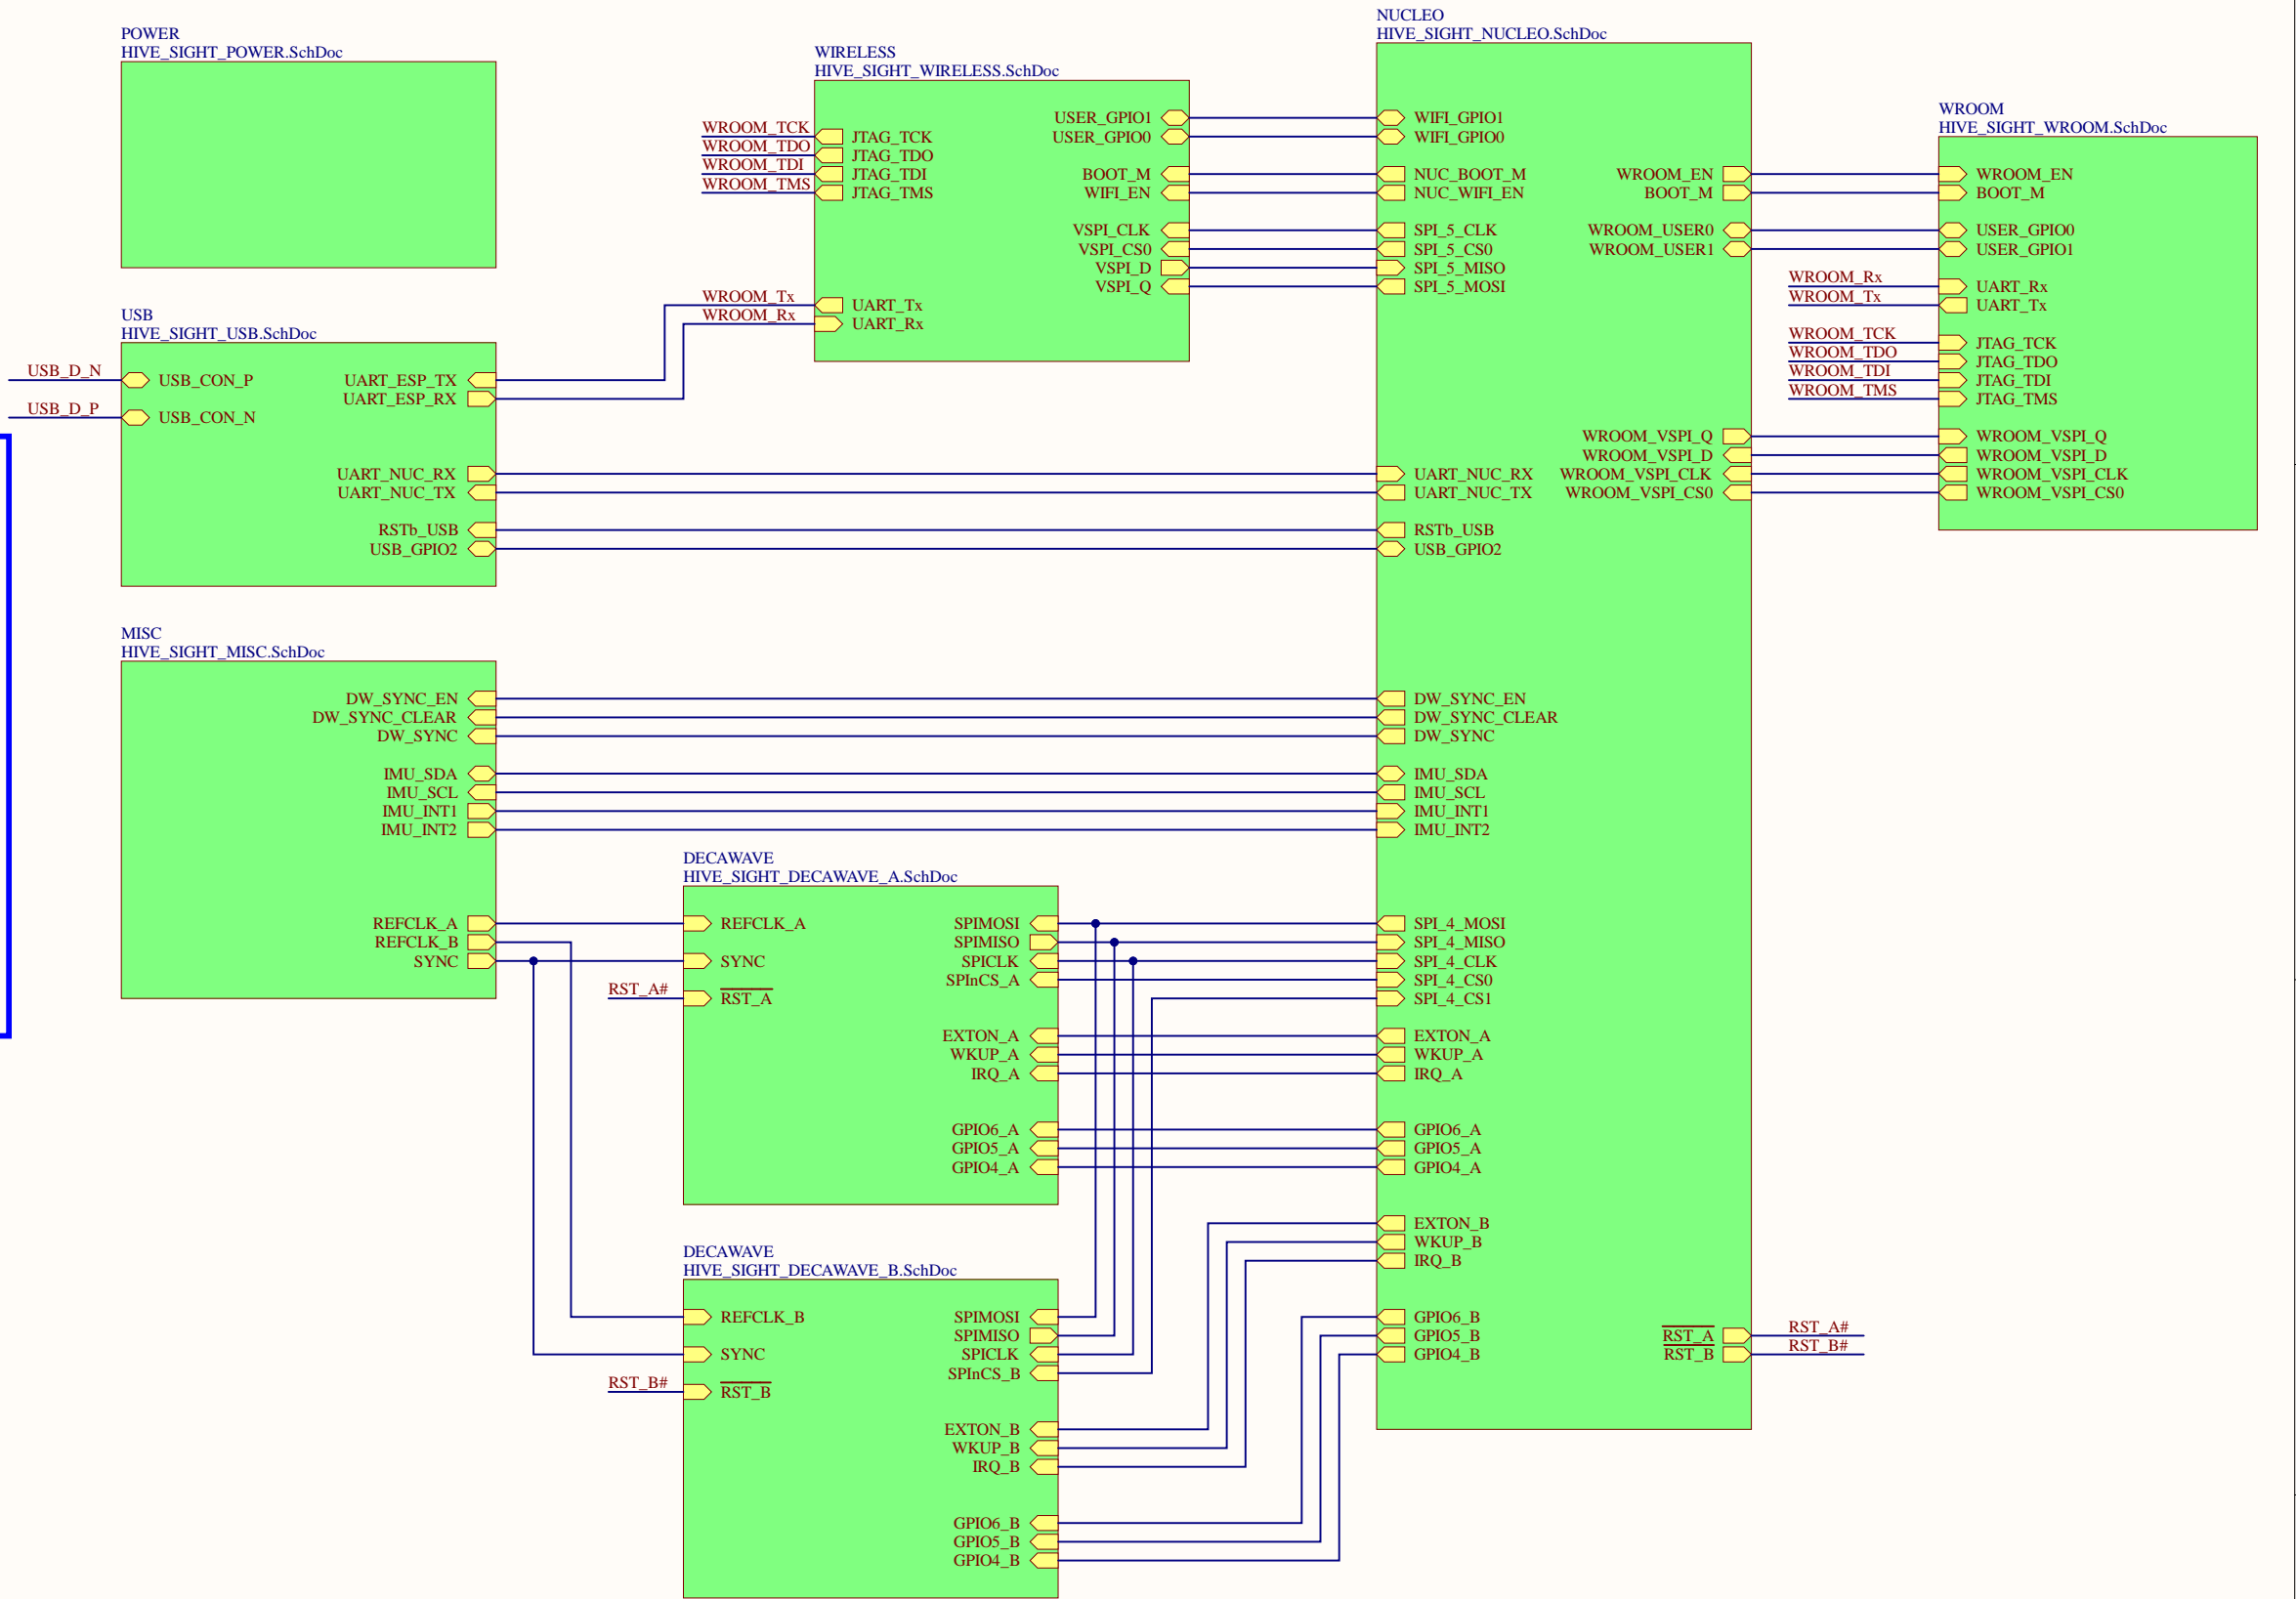 POWER
HIVE_SIGHT_POWER.SchDoc
USB
HIVE_SIGHT_USB.SchDoc
USB_D_N
USB_CON_P
USB_D_P
USB_CON_N
UART_ESP_TX
UART_ESP_RX
UART_NUC_RX
UART_NUC_TX
RSTb_USB
USB_GPIO2
MISC
HIVE_SIGHT_MISC.SchDoc
DW_SYNC_EN
DW_SYNC_CLEAR
DW_SYNC
IMU_SDA
IMU_SCL
IMU_INT1
IMU_INT2
REFCLK_A
REFCLK_B
SYNC
WIRELESS
HIVE_SIGHT_WIRELESS.SchDoc
WROOM_TCK
WROOM_TDO
WROOM_TDI
WROOM_TMS
JTAG_TCK
JTAG_TDO
JTAG_TDI
JTAG_TMS
WROOM_Tx
WROOM_Rx
UART_Tx
UART_Rx
USER_GPIO1
USER_GPIO0
BOOT_M
WIFI_EN
VSPI_CLK
VSPI_CS0
VSPI_D
VSPI_Q
DECAWAVE
HIVE_SIGHT_DECAWAVE_A.SchDoc
REFCLK_A
SYNC
RST_A#
RST_A
SPIMOSI
SPIMISO
SPICLK
SPInCS_A
EXTON_A
WKUP_A
IRQ_A
GPIO6_A
GPIO5_A
GPIO4_A
DECAWAVE
HIVE_SIGHT_DECAWAVE_B.SchDoc
REFCLK_B
SYNC
RST_B#
RST_B
SPIMOSI
SPIMISO
SPICLK
SPInCS_B
EXTON_B
WKUP_B
IRQ_B
GPIO6_B
GPIO5_B
GPIO4_B
NUCLEO
HIVE_SIGHT_NUCLEO.SchDoc
WIFI_GPIO1
WIFI_GPIO0
NUC_BOOT_M
NUC_WIFI_EN
SPI_5_CLK
SPI_5_CS0
SPI_5_MISO
SPI_5_MOSI
UART_NUC_RX
UART_NUC_TX
RSTb_USB
USB_GPIO2
DW_SYNC_EN
DW_SYNC_CLEAR
DW_SYNC
IMU_SDA
IMU_SCL
IMU_INT1
IMU_INT2
SPI_4_MOSI
SPI_4_MISO
SPI_4_CLK
SPI_4_CS0
SPI_4_CS1
EXTON_A
WKUP_A
IRQ_A
GPIO6_A
GPIO5_A
GPIO4_A
EXTON_B
WKUP_B
IRQ_B
GPIO6_B
GPIO5_B
GPIO4_B
WROOM_EN
BOOT_M
WROOM_USER0
WROOM_USER1
WROOM_VSPI_Q
WROOM_VSPI_D
WROOM_VSPI_CLK
WROOM_VSPI_CS0
RST_A
RST_B
RST_A#
RST_B#
WROOM
HIVE_SIGHT_WROOM.SchDoc
WROOM_EN
BOOT_M
USER_GPIO0
USER_GPIO1
WROOM_Rx
WROOM_Tx
UART_Rx
UART_Tx
WROOM_TCK
WROOM_TDO
WROOM_TDI
WROOM_TMS
JTAG_TCK
JTAG_TDO
JTAG_TDI
JTAG_TMS
WROOM_VSPI_Q
WROOM_VSPI_D
WROOM_VSPI_CLK
WROOM_VSPI_CS0